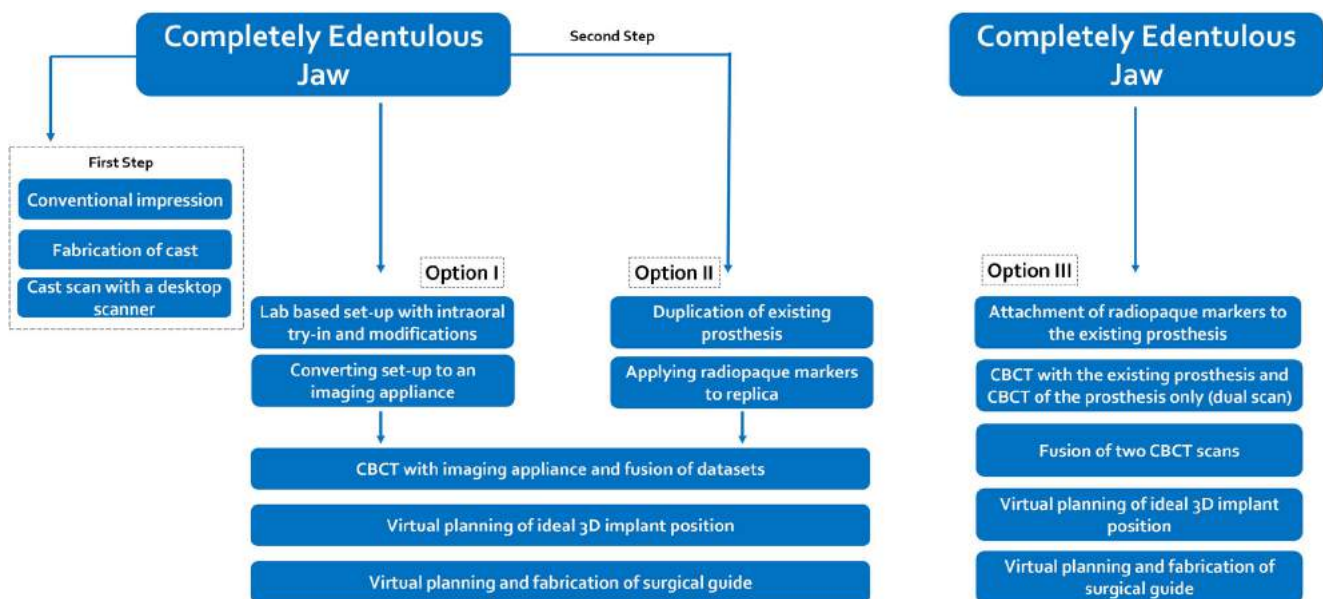 Completely Edentulous
Jaw
Second Step
First Step
Conventional impression
Fabrication of cast
Cast scan with a desktop
scanner
Option I
Lab based set-up with intraoral
try-in and modifications
Converting set-up to an
imaging appliance
Option II
Duplication of existing
prosthesis
Applying radiopaque markers
to replica
CBCT with imaging appliance and fusion of datasets
Virtual planning of ideal 3D implant position
Virtual planning and fabrication of surgical guide
Completely Edentulous
Jaw
Option III
Attachment of radiopaque markers to
the existing prosthesis
CBCT with the existing prosthesis and
CBCT of the prosthesis only (dual scan)
Fusion of two CBCT scans
Virtual planning of ideal 3D implant
position
Virtual planning and fabrication of
surgical guide